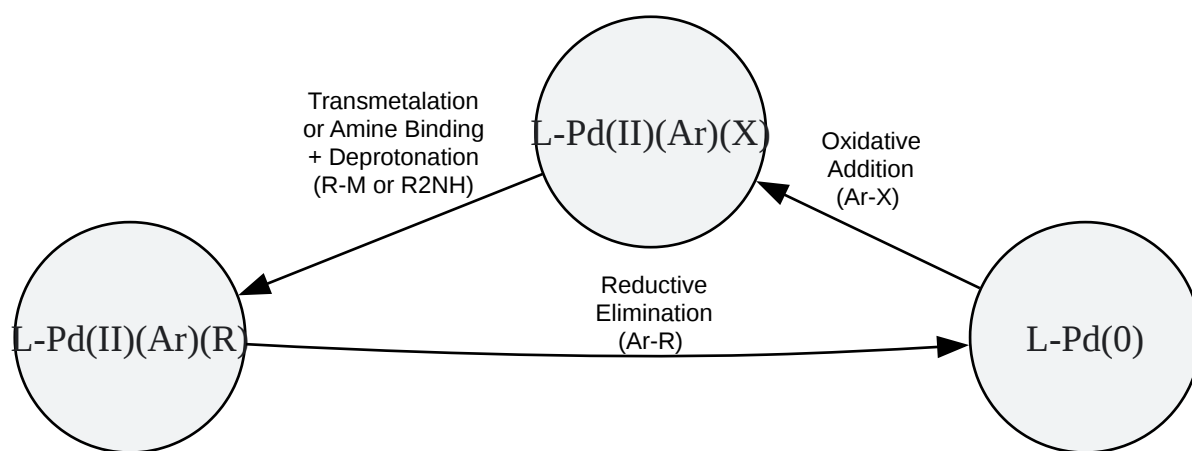 Transmetalation
or Amine Binding
+ Deprotonation
(R-M or R2NH)
L-Pd(II)(Ar)(X)
Oxidative
Addition
(Ar-X)
L-Pd(II)(Ar)(R)
Reductive
Elimination
(Ar-R)
L-Pd(0)